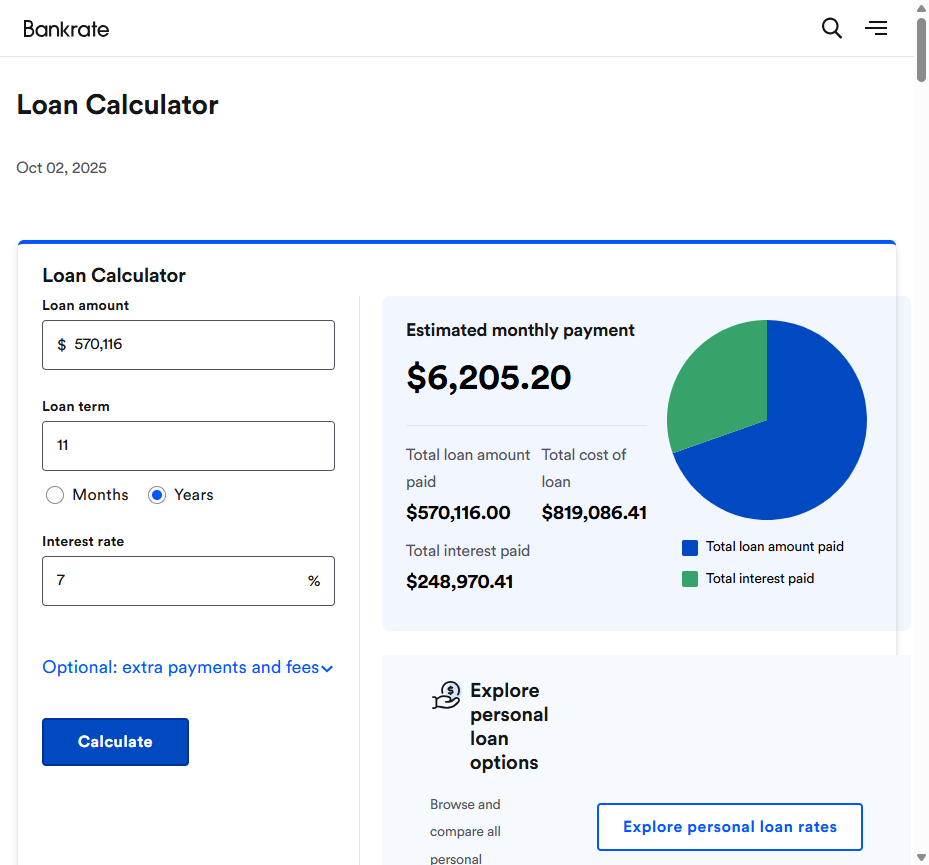 Bankrate
Loan Calculator
Oct 02, 2025
Loan Calculator
Loan amount
$ 570,116
Loan term
11
Months Years
Interest rate
7 %
Optional: extra payments and fees
Calculate
Estimated monthly payment
$6,205.20
Total loan amount paid
$570,116.00
Total cost of loan
$819,086.41
Total interest paid
$248,970.41
Total loan amount paid
Total interest paid
$
Explore
personal
loan
options
Browse and
compare all
personal
Explore personal loan rates